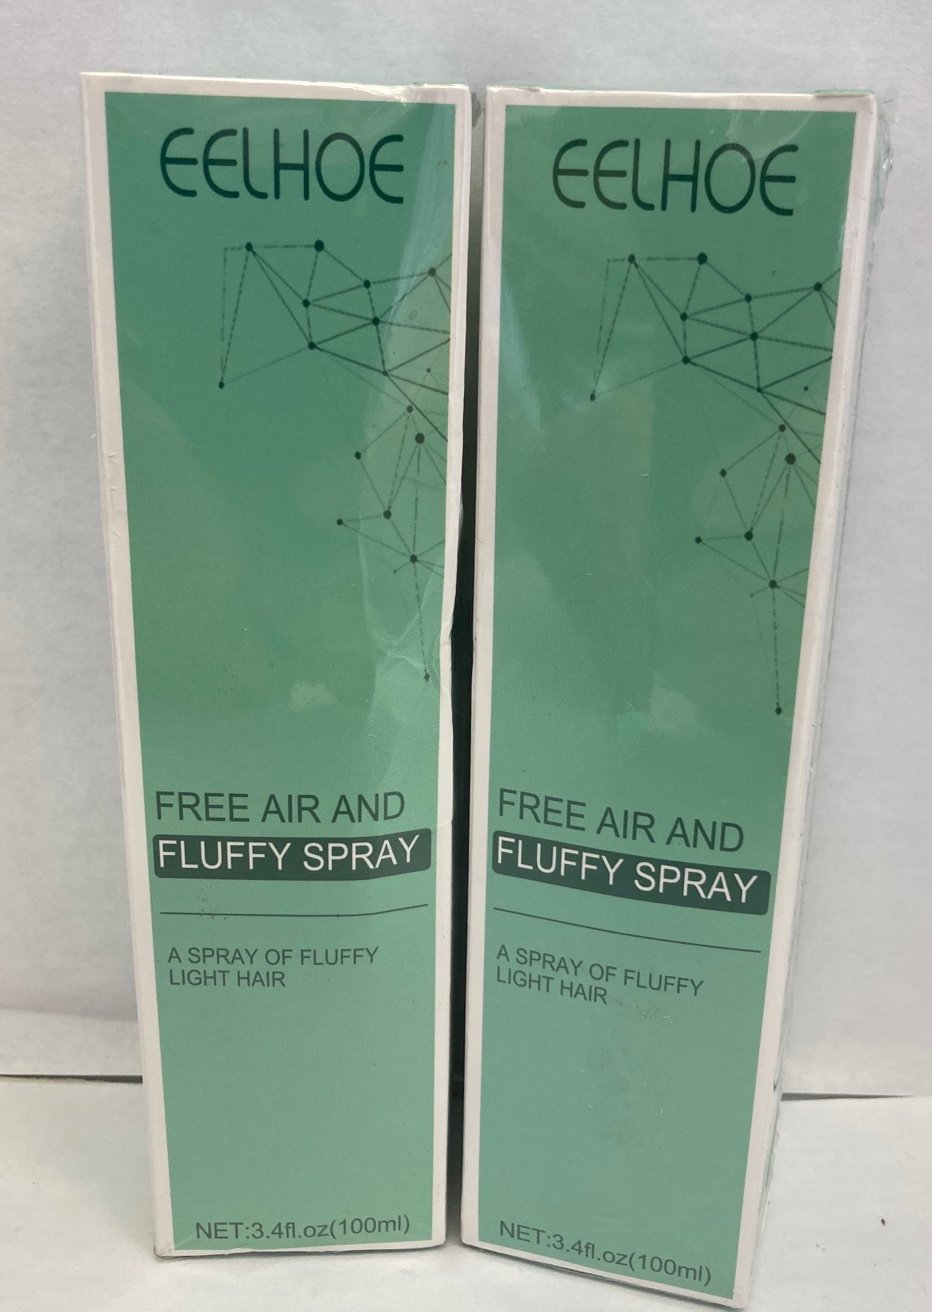 EELHOE
FREE AIR AND
FLUFFY SPRAY
A SPRAY OF FLUFFY
LIGHT HAIR
NET:3.4fl.oz(100ml)
EELHOE
FREE AIR AND
FLUFFY SPRAY
A SPRAY OF FLUFFY
LIGHT HAIR
NET:3.4fl.oz(100ml)